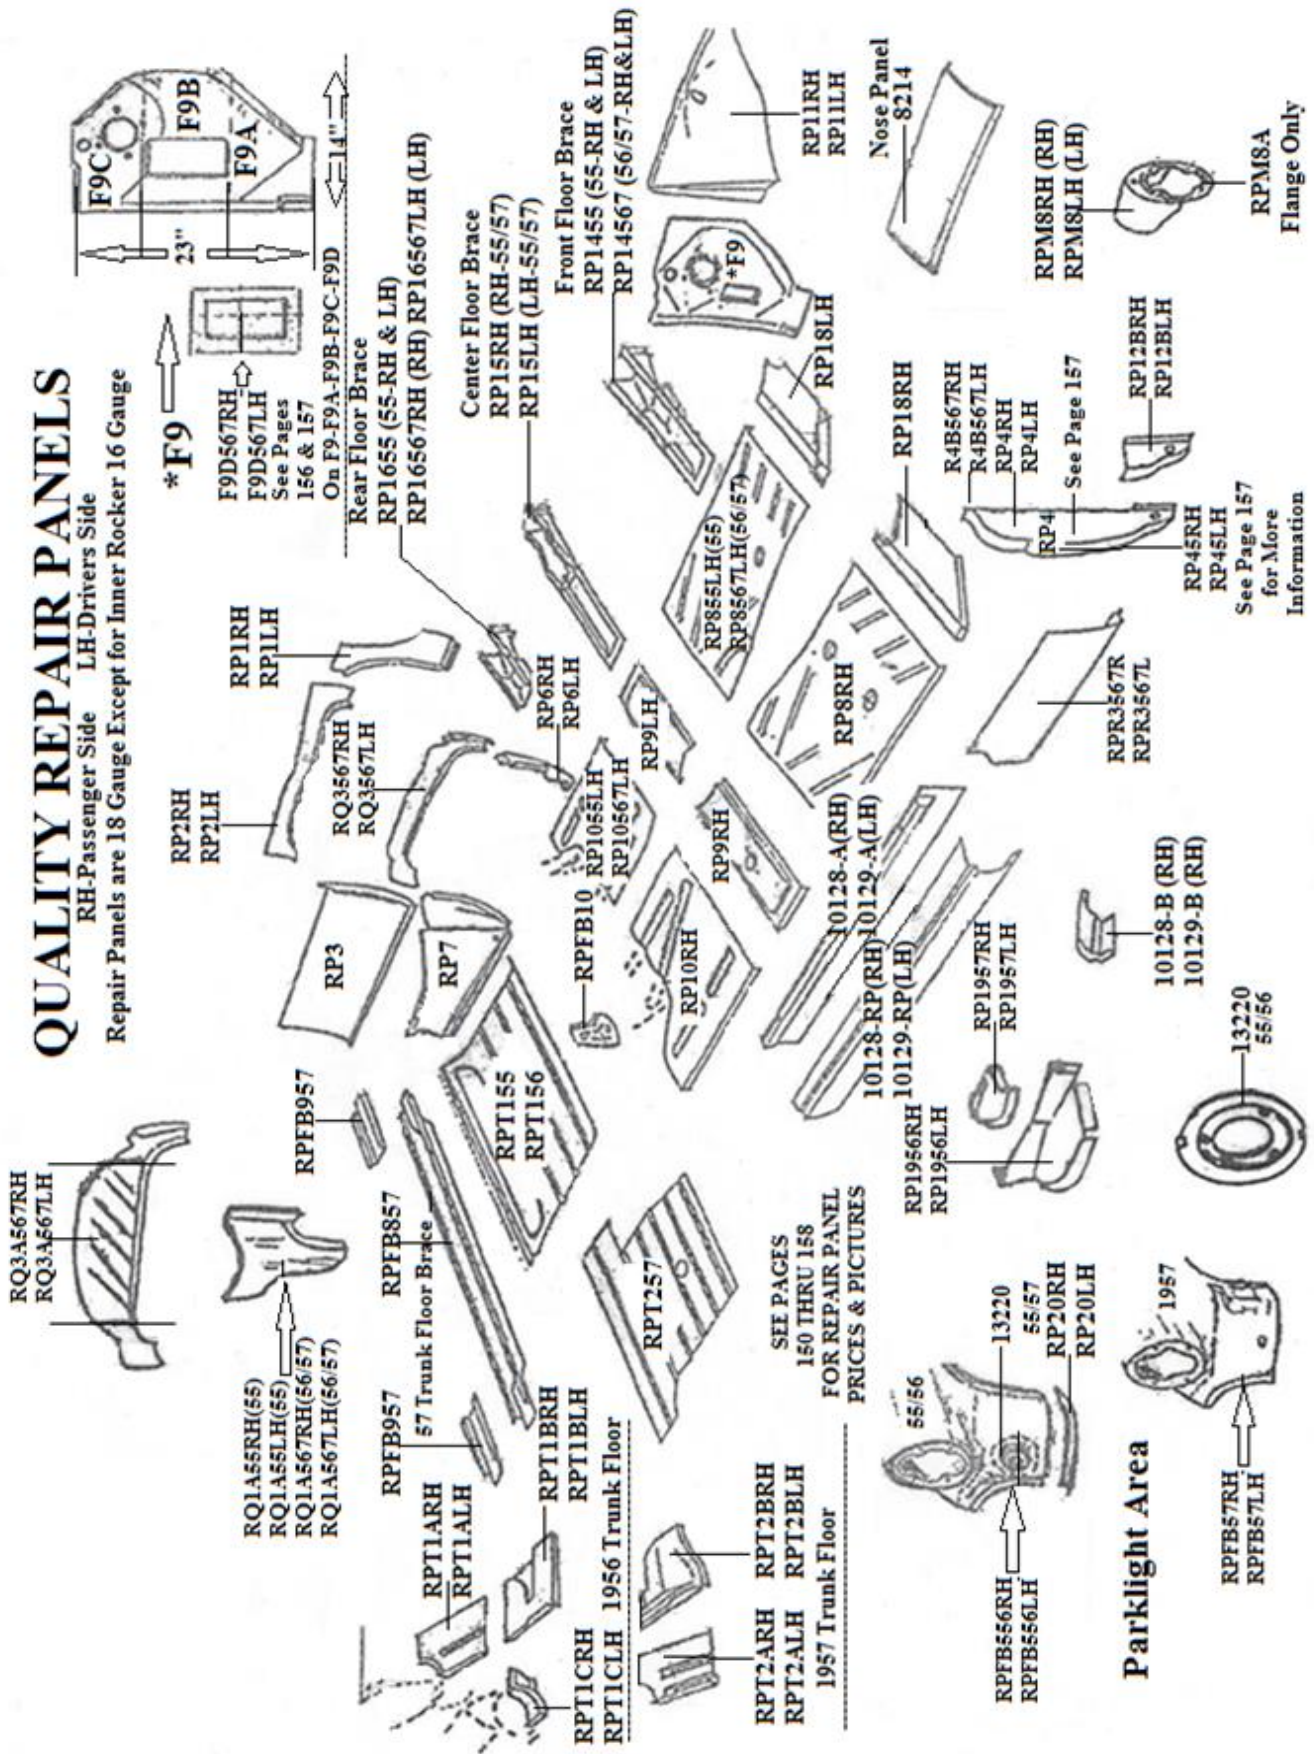 QUALITY REPAIR PANELS
RH-Passenger Side LH-Drivers Side
Repair Panels are 18 Gauge Except for Inner Rocker 16 Gauge
RQ3A567RH
RQ3A567LH
RQ1A55RH(55)
RQ1A55LH(55)
RQ1A567RH(56/57)
RQ1A567LH(56/57)
RPFB957
RPFB857
57 Trunk Floor Brace
RPFB957
RPT1ARH
RPT1ALH
RPT1BRH
RPT1BLH
RPT1CRH
RPT1CLH
1956 Trunk Floor
RPT2ARH
RPT2ALH
RPT2BRH
RPT2BLH
1957 Trunk Floor
RPT155
RPT156
RPT257
SEE PAGES
150 THRU 158
FOR REPAIR PANEL
PRICES & PICTURES
RP2RH
RP2LH
RP1RH
RP1LH
RQ3567RH
RQ3567LH
RP3
RP7
RP6RH
RP6LH
RPFB10
RP1055LH
RP10567LH
RP10RH
RP9LH
RP9RH
*F9
F9D567RH
F9D567LH
See Pages
156 & 157
F9C
F9B
F9A
23"
14"
On F9-F9A-F9B-F9C-F9D
Rear Floor Brace
RP1655 (55-RH & LH)
RP16567RH (RH) RP16567LH (LH)
Center Floor Brace
RP15RH (RH-55/57)
RP15LH (LH-55/57)
Front Floor Brace
RP1455 (55-RH & LH)
RP14567 (56/57-RH&LH)
*F9
RP11RH
RP11LH
Nose Panel
8214
RP855LH(55)
RP8567LH(56/57)
RP8RH
RP18LH
RP18RH
R4B567RH
R4B567LH
RP4RH
RP4LH
See Page 157
RP4
RP45RH
RP45LH
See Page 157
for More
Information
RP12BRH
RP12BLH
RPM8RH (RH)
RPM8LH (LH)
RPM8A
Flange Only
RPR3567R
RPR3567L
10128-A(RH)
10129-A(LH)
10128-RP(RH)
10129-RP(LH)
RP1957RH
RP1957LH
RP1956RH
RP1956LH
10128-B (RH)
10129-B (RH)
13220
55/56
55/56
13220
55/57
RP20RH
RP20LH
RPFB556RH
RPFB556LH
Parklight Area
1957
RPFB57RH
RPFB57LH